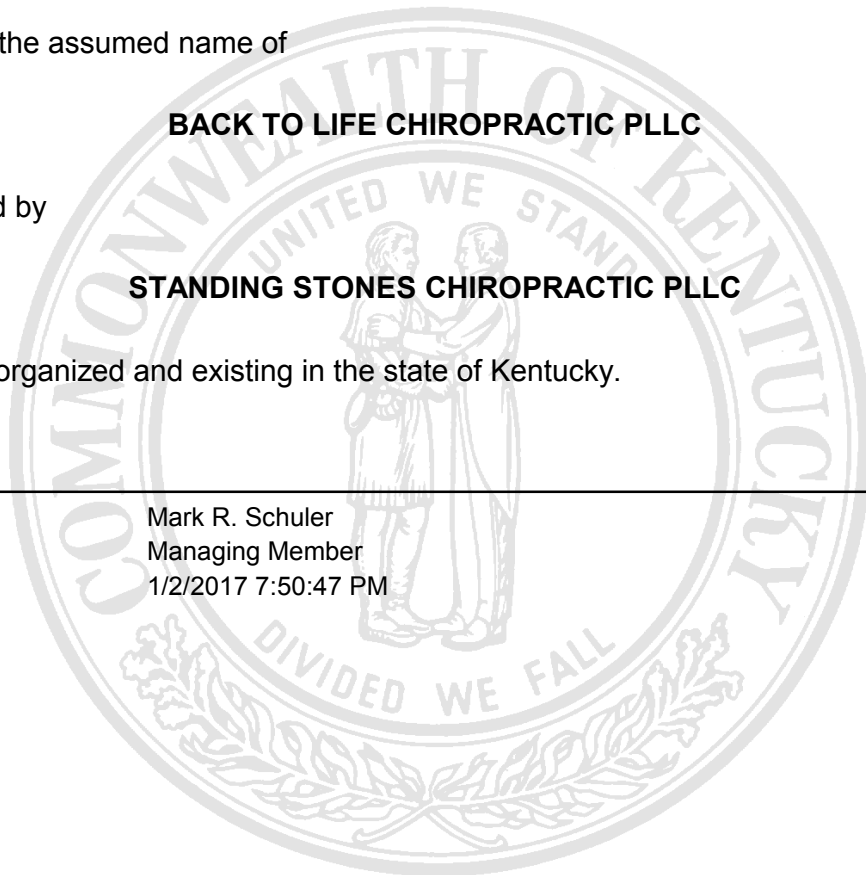 the assumed name of
BACK TO LIFE CHIROPRACTIC PLLC
d by
STANDING STONES CHIROPRACTIC PLLC
organized and existing in the state of Kentucky.
Mark R. Schuler
Managing Member
1/2/2017 7:50:47 PM
COMMONWEALTH OF KENTUCKY
UNITED WE STAND
DIVIDED WE FALL